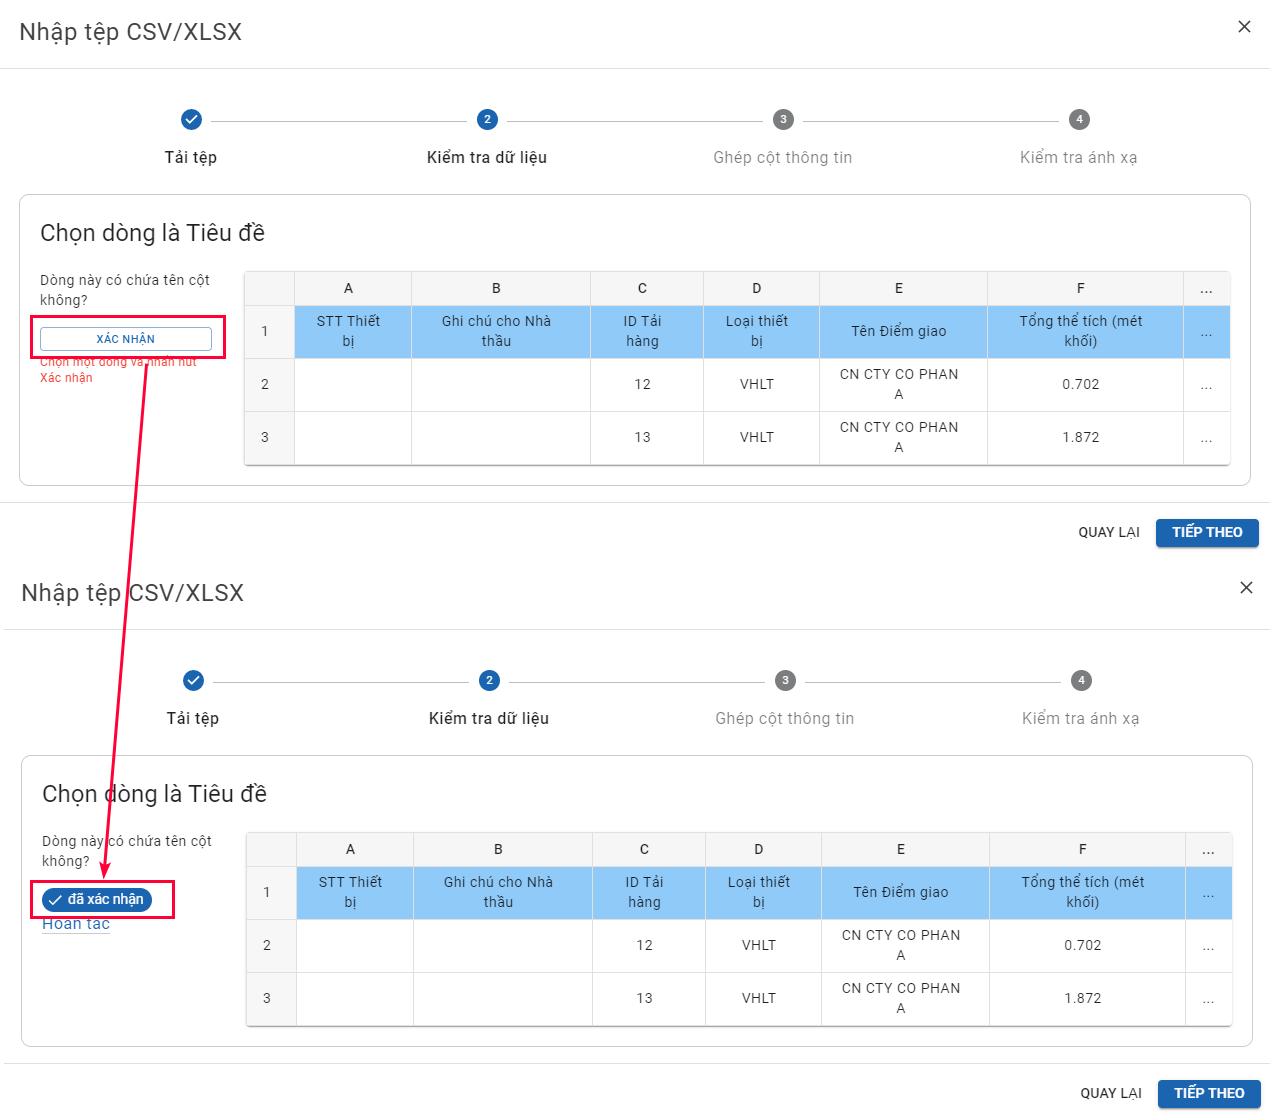 Nhập tệp CSV/XLSX
2
3
4
Tải tệp
Kiểm tra dữ liệu
Ghép cột thông tin
Kiểm tra ánh xạ
Chọn dòng là Tiêu đề
Dòng này có chứa tên cột
không?
XÁC NHẬN
Chọn một dòng và nhấn nút
Xác nhận
A B C D E F ...
1 STT Thiết bị Ghi chú cho Nhà thầu ID Tải hàng Loại thiết bị Tên Điểm giao Tổng thể tích (mét khối) ...
2 12 VHLT CN CTY CO PHAN A 0.702 ...
3 13 VHLT CN CTY CO PHAN A 1.872 ...
QUAY LẠI TIẾP THEO
Nhập tệp CSV/XLSX
2
3
4
Tải tệp
Kiểm tra dữ liệu
Ghép cột thông tin
Kiểm tra ánh xạ
Chọn dòng là Tiêu đề
Dòng này có chứa tên cột
không?
đã xác nhận
Hoàn tác
A B C D E F ...
1 STT Thiết bị Ghi chú cho Nhà thầu ID Tải hàng Loại thiết bị Tên Điểm giao Tổng thể tích (mét khối) ...
2 12 VHLT CN CTY CO PHAN A 0.702 ...
3 13 VHLT CN CTY CO PHAN A 1.872 ...
QUAY LẠI TIẾP THEO